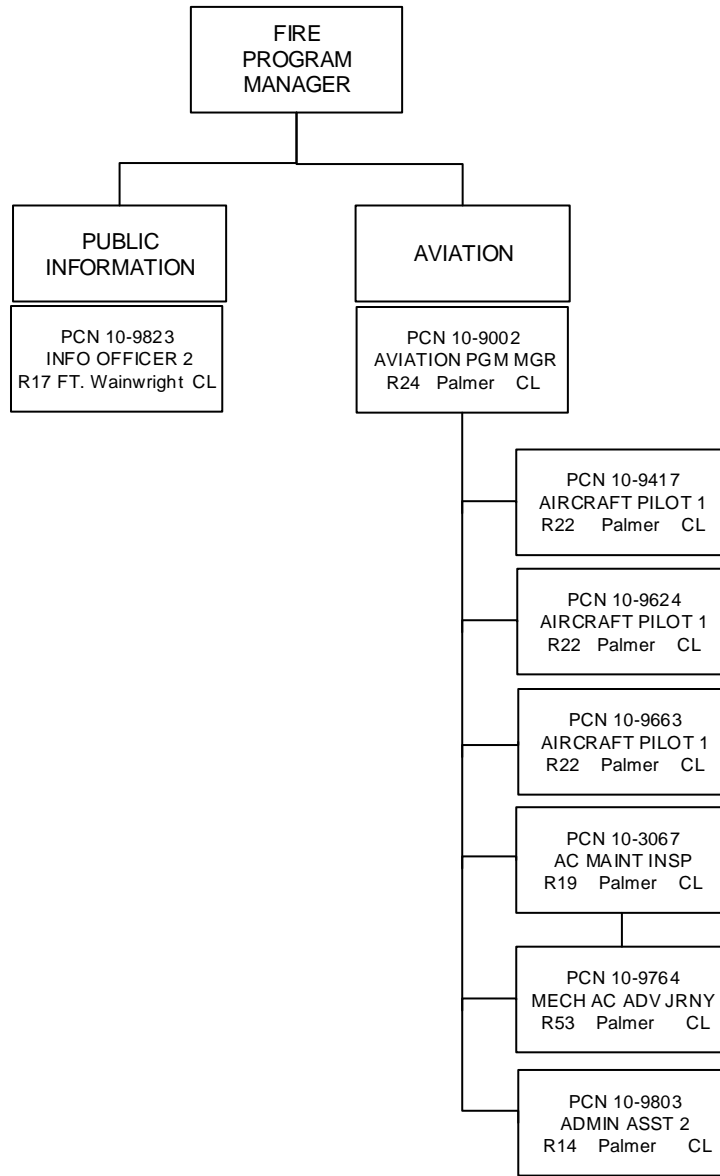 FIRE
PROGRAM
MANAGER
PUBLIC
INFORMATION
PCN 10-9823
INFO OFFICER 2
R17 FT. Wainwright CL
AVIATION
PCN 10-9002
AVIATION PGM MGR
R24 Palmer CL
PCN 10-9417
AIRCRAFT PILOT 1
R22 Palmer CL
PCN 10-9624
AIRCRAFT PILOT 1
R22 Palmer CL
PCN 10-9663
AIRCRAFT PILOT 1
R22 Palmer CL
PCN 10-3067
AC MAINT INSP
R19 Palmer CL
PCN 10-9764
MECH AC ADV JRNY
R53 Palmer CL
PCN 10-9803
ADMIN ASST 2
R14 Palmer CL